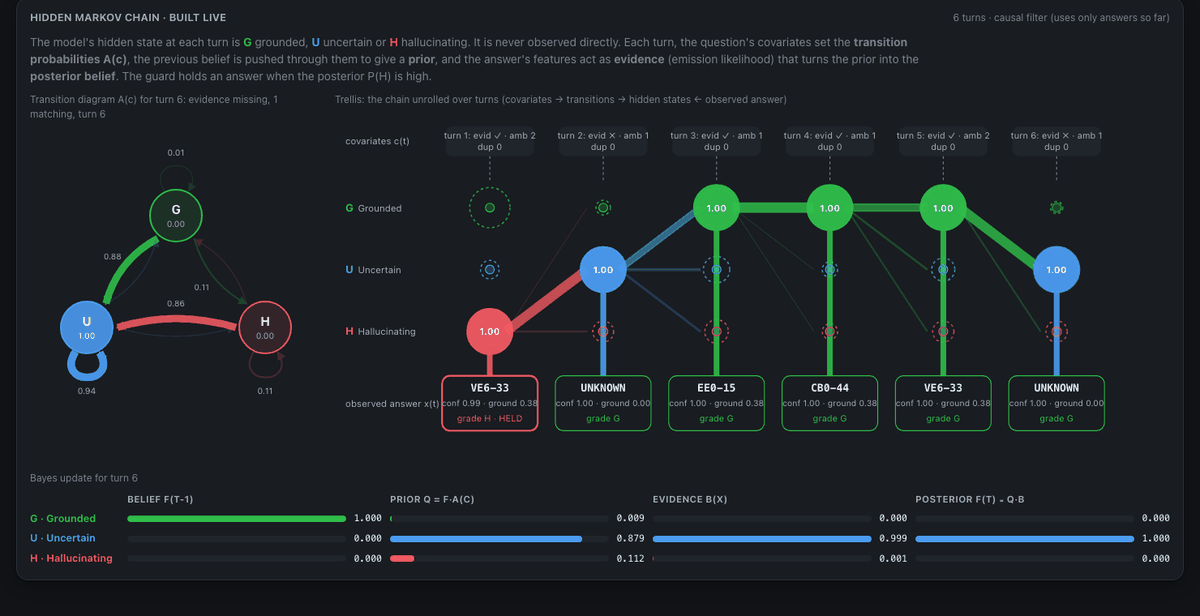 HIDDEN MARKOV CHAIN · BUILT LIVE
6 turns · causal filter (uses only answers so far)
The model's hidden state at each turn is G grounded, U uncertain or H hallucinating. It is never observed directly. Each turn, the question's covariates set the transition
probabilities A(c), the previous belief is pushed through them to give a prior, and the answer's features act as evidence (emission likelihood) that turns the prior into the
posterior belief. The guard holds an answer when the posterior P(H) is high.
Transition diagram A(c) for turn 6: evidence missing, 1
matching, turn 6
Trellis: the chain unrolled over turns (covariates → transitions → hidden states ← observed answer)
0.01
G
0.00
0.88
0.11
0.86
U
1.00
H
0.00
0.94
0.11
covariates c(t)
turn 1: evid ✓ · amb 2
dup 0
turn 2: evid ✕ · amb 1
dup 0
turn 3: evid ✓ · amb 1
dup 0
turn 4: evid ✓ · amb 1
dup 0
turn 5: evid ✓ · amb 2
dup 0
turn 6: evid ✕ · amb 1
dup 0
G Grounded
1.00
1.00
1.00
U Uncertain
1.00
1.00
H Hallucinating
1.00
observed answer x(t)
VE6-33
conf 0.99 · ground 0.38
grade H · HELD
UNKNOWN
conf 1.00 · ground 0.00
grade G
EE0-15
conf 1.00 · ground 0.38
grade G
CB0-44
conf 1.00 · ground 0.38
grade G
VE6-33
conf 1.00 · ground 0.38
grade G
UNKNOWN
conf 1.00 · ground 0.00
grade G
Bayes update for turn 6
BELIEF F(T-1)
PRIOR Q = F·A(C)
EVIDENCE B(X)
POSTERIOR F(T) ∝ Q·B
G · Grounded
1.000
0.009
0.000
0.000
U · Uncertain
0.000
0.879
0.999
1.000
H · Hallucinating
0.000
0.112
0.001
0.000